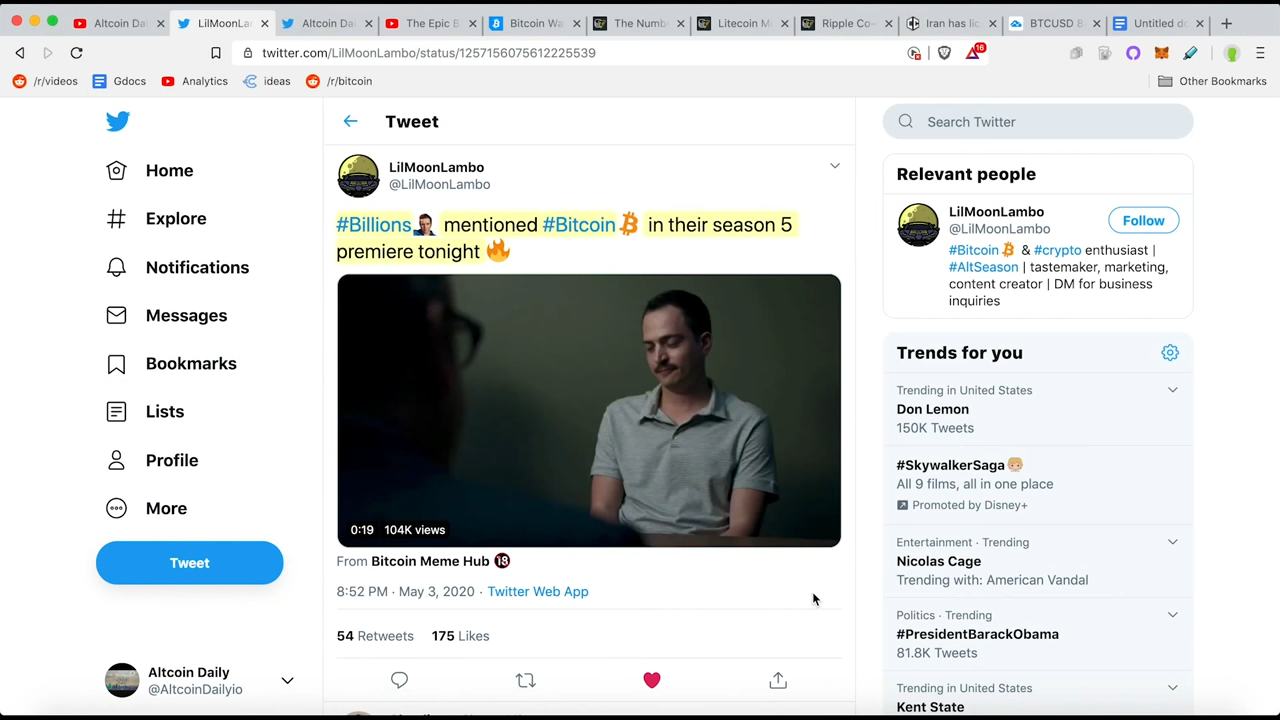 Altcoin Da
LilMoonLa
Altcoin Da
The Epic B
Bitcoin Wa
The Numb
Litecoin M
Ripple Co-
Iran has lic
BTCUSD B
Untitled do
twitter.com/LilMoonLambo/status/1257156075612225539
16
/r/videos
Gdocs
Analytics
ideas
/r/bitcoin
Other Bookmarks
Home
Explore
Notifications
Messages
Bookmarks
Lists
Profile
More
Tweet
Altcoin Daily
@AltcoinDailyio
Tweet
LilMoonLambo
@LilMoonLambo
#Billions mentioned #Bitcoin in their season 5
premiere tonight 🔥
0:19 104K views
From Bitcoin Meme Hub 🔞
8:52 PM · May 3, 2020 · Twitter Web App
54 Retweets 175 Likes
Search Twitter
Relevant people
LilMoonLambo
@LilMoonLambo
Follow
#Bitcoin & #crypto enthusiast |
#AltSeason | tastemaker, marketing,
content creator | DM for business
inquiries
Trends for you
Trending in United States
Don Lemon
150K Tweets
#SkywalkerSaga
All 9 films, all in one place
Promoted by Disney+
Entertainment · Trending
Nicolas Cage
Trending with: American Vandal
Politics · Trending
#PresidentBarackObama
81.8K Tweets
Trending in United States
Kent State